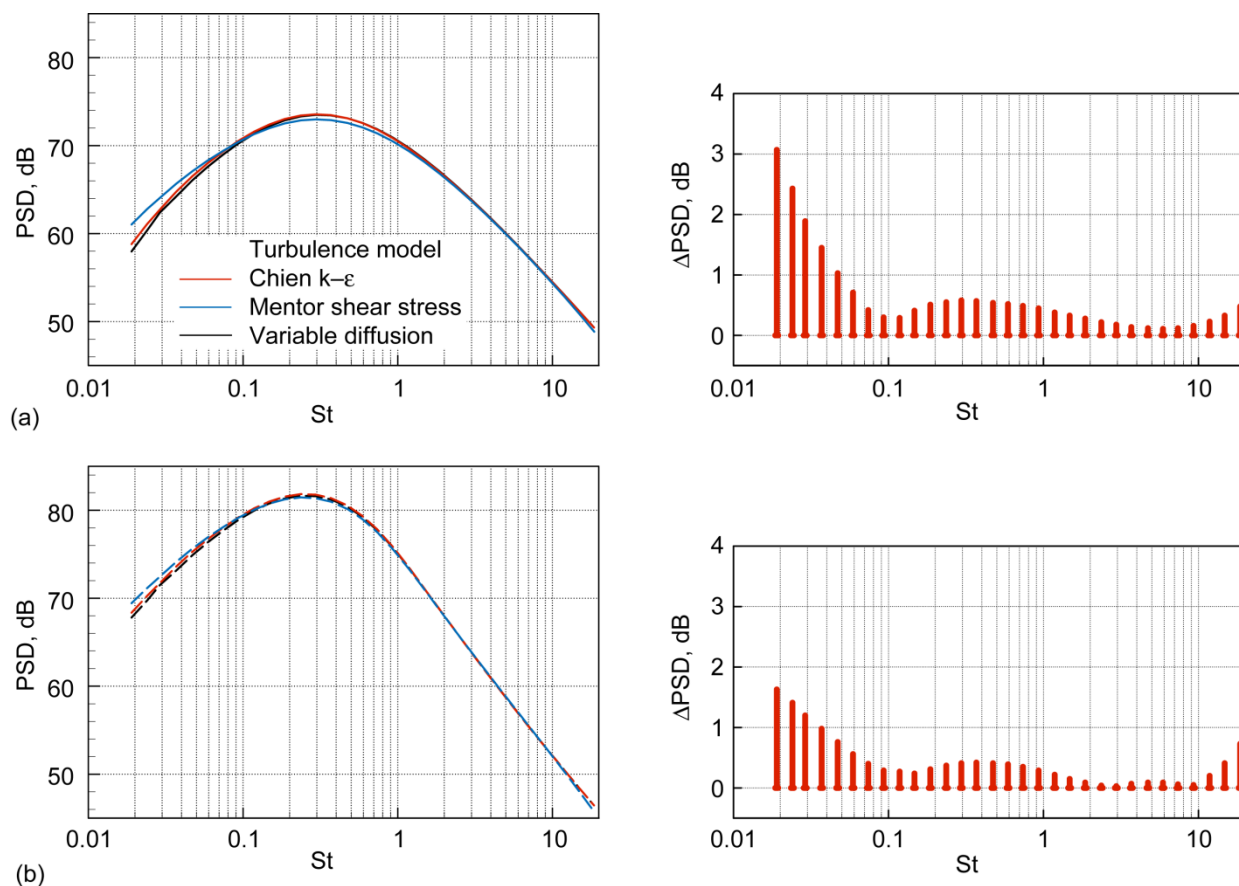 80
70
60
50
PSD, dB
Turbulence model
Chien k–ε
Mentor shear stress
Variable diffusion
0.01
0.1
1
10
St
(a)
4
3
2
1
0
ΔPSD, dB
0.01
0.1
1
10
St
80
70
60
50
PSD, dB
0.01
0.1
1
10
St
(b)
4
3
2
1
0
ΔPSD, dB
0.01
0.1
1
10
St